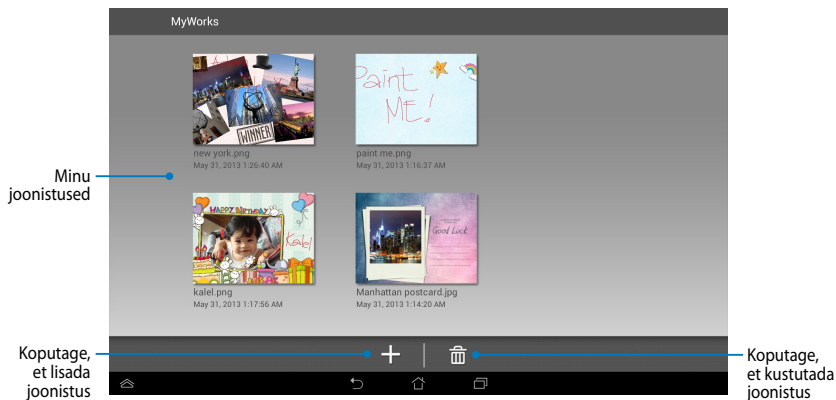 MyWorks
Paint
ME!
WINNER
new york.png
May 31, 2013 1:26:40 AM
paint me.png
May 31, 2013 1:16:37 AM
Minu
joonistused
HAPPY BIRTHDAY
Kalel
Good Luck
kalel.png
May 31, 2013 1:17:56 AM
Manhattan postcard.jpg
May 31, 2013 1:14:20 AM
Koputage,
et lisada
joonistus
Koputage,
et kustutada
joonistus